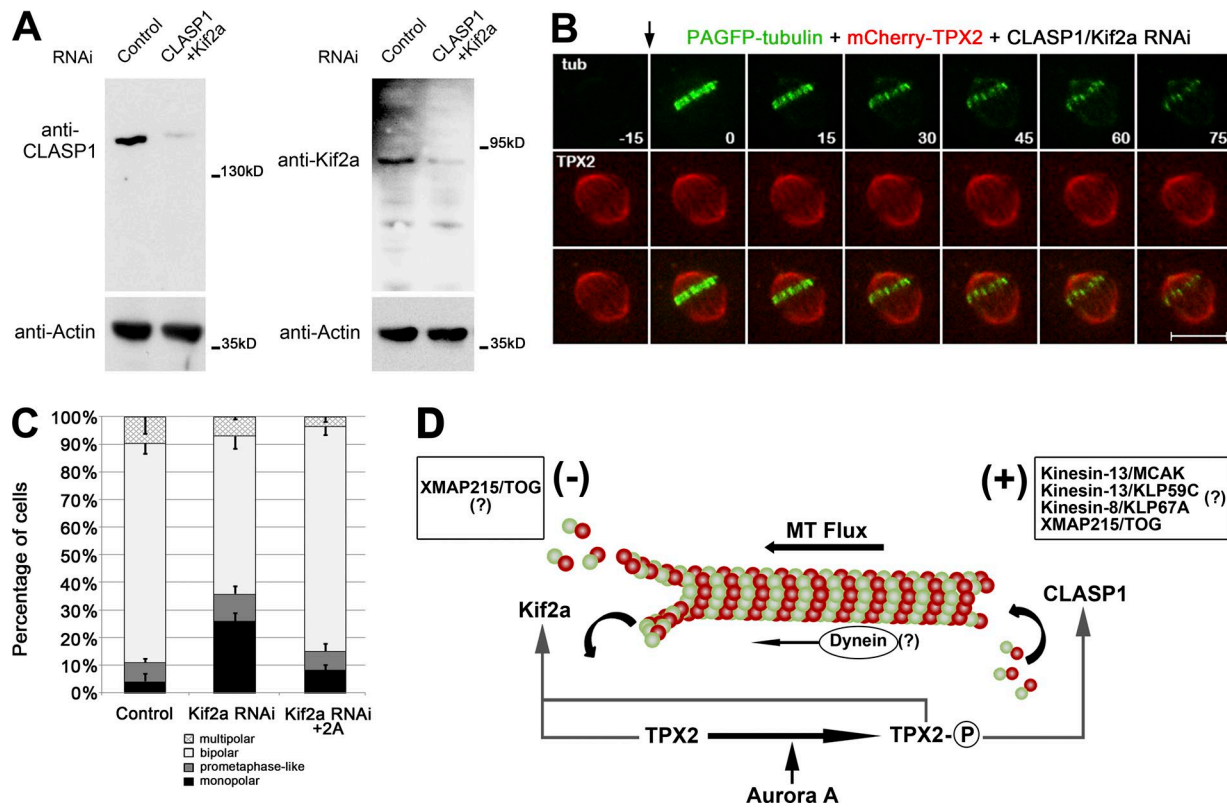 A
RNAi
Control
CLASP1
+Kif2a
anti-
CLASP1
130kD
anti-Actin
35kD
RNAi
Control
CLASP1
+Kif2a
anti-Kif2a
95kD
anti-Actin
35kD
B
PAGFP-tubulin + mCherry-TPX2 + CLASP1/Kif2a RNAi
tub
-15
0
15
30
45
60
75
TPX2
C
Percentage of cells
100%
90%
80%
70%
60%
50%
40%
30%
20%
10%
0%
Control
Kif2a RNAi
Kif2a RNAi
+2A
multipolar
bipolar
prometaphase-like
monopolar
D
XMAP215/TOG
(?)
(-)
(+)
Kinesin-13/MCAK
Kinesin-13/KLP59C
Kinesin-8/KLP67A
XMAP215/TOG
(?)
MT Flux
Kif2a
CLASP1
Dynein (?)
TPX2
TPX2-P
Aurora A